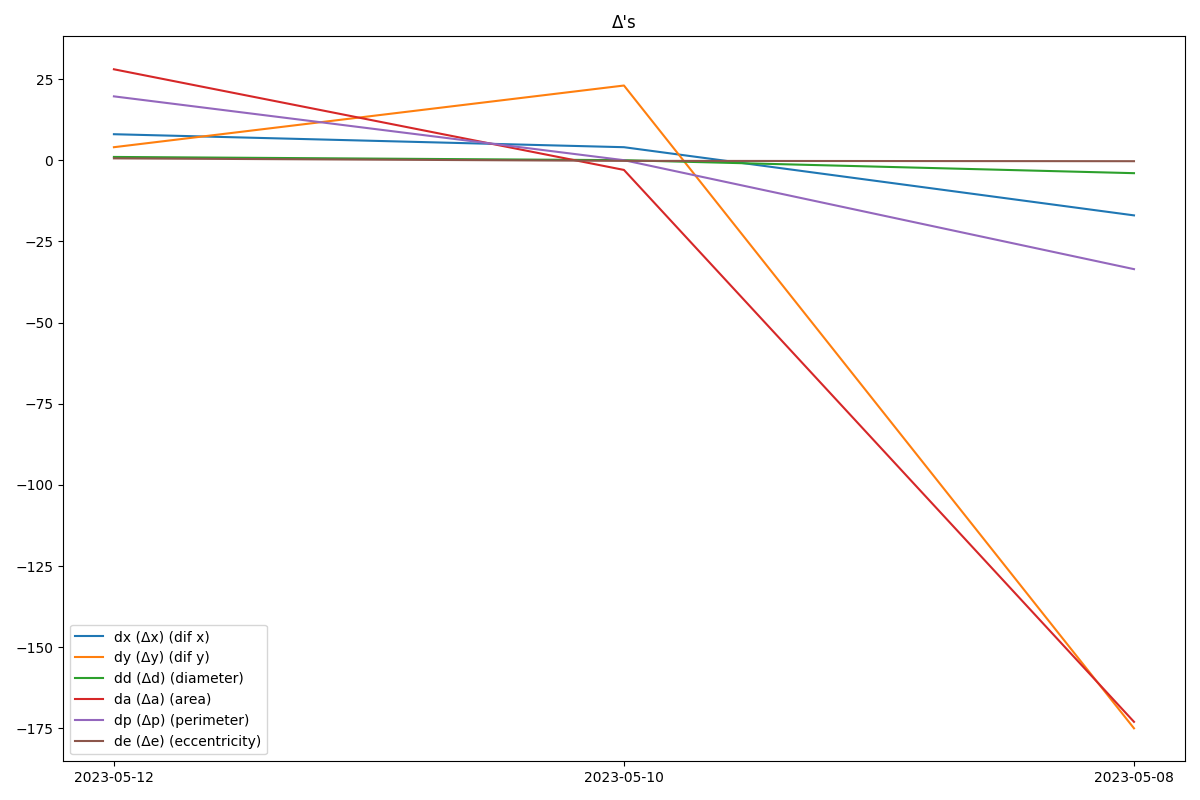 Δ's
25
0
−25
−50
−75
−100
−125
−150
−175
dx (Δx) (dif x)
dy (Δy) (dif y)
dd (Δd) (diameter)
da (Δa) (area)
dp (Δp) (perimeter)
de (Δe) (eccentricity)
2023-05-12 2023-05-10 2023-05-08